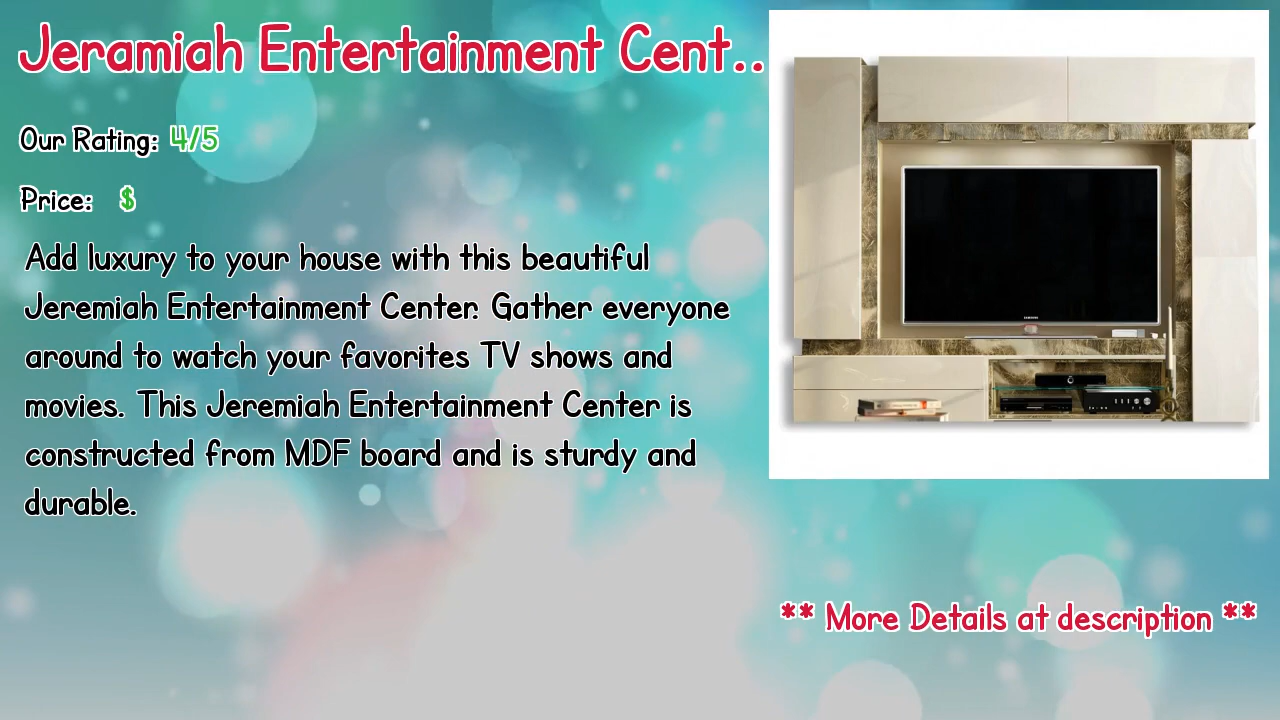 Jeramiah Entertainment Cent..
Our Rating: 4/5
Price: $
Add luxury to your house with this beautiful
Jeremiah Entertainment Center. Gather everyone
around to watch your favorites TV shows and
movies. This Jeremiah Entertainment Center is
constructed from MDF board and is sturdy and
durable.
SAMSUNG
** More Details at description **